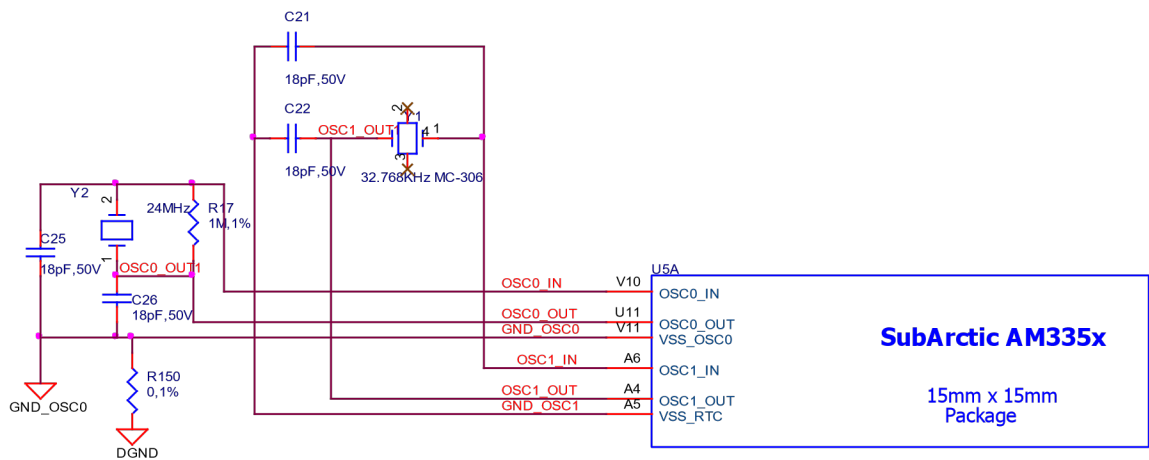 C21
18pF,50V
C22
OSC1_OUT1
2
1
4 1
3
18pF,50V
32.768KHz MC-306
Y2
2
24MHz
R17
1M,1%
C25
18pF,50V
1
OSC0_OUT1
C26
18pF,50V
R150
0,1%
GND_OSC0
DGND
U5A
OSC0_IN
V10
OSC0_IN
OSC0_OUT
U11
OSC0_OUT
GND_OSC0
V11
VSS_OSC0
OSC1_IN
A6
OSC1_IN
OSC1_OUT
A4
OSC1_OUT
GND_OSC1
A5
VSS_RTC
SubArctic AM335x
15mm x 15mm
Package